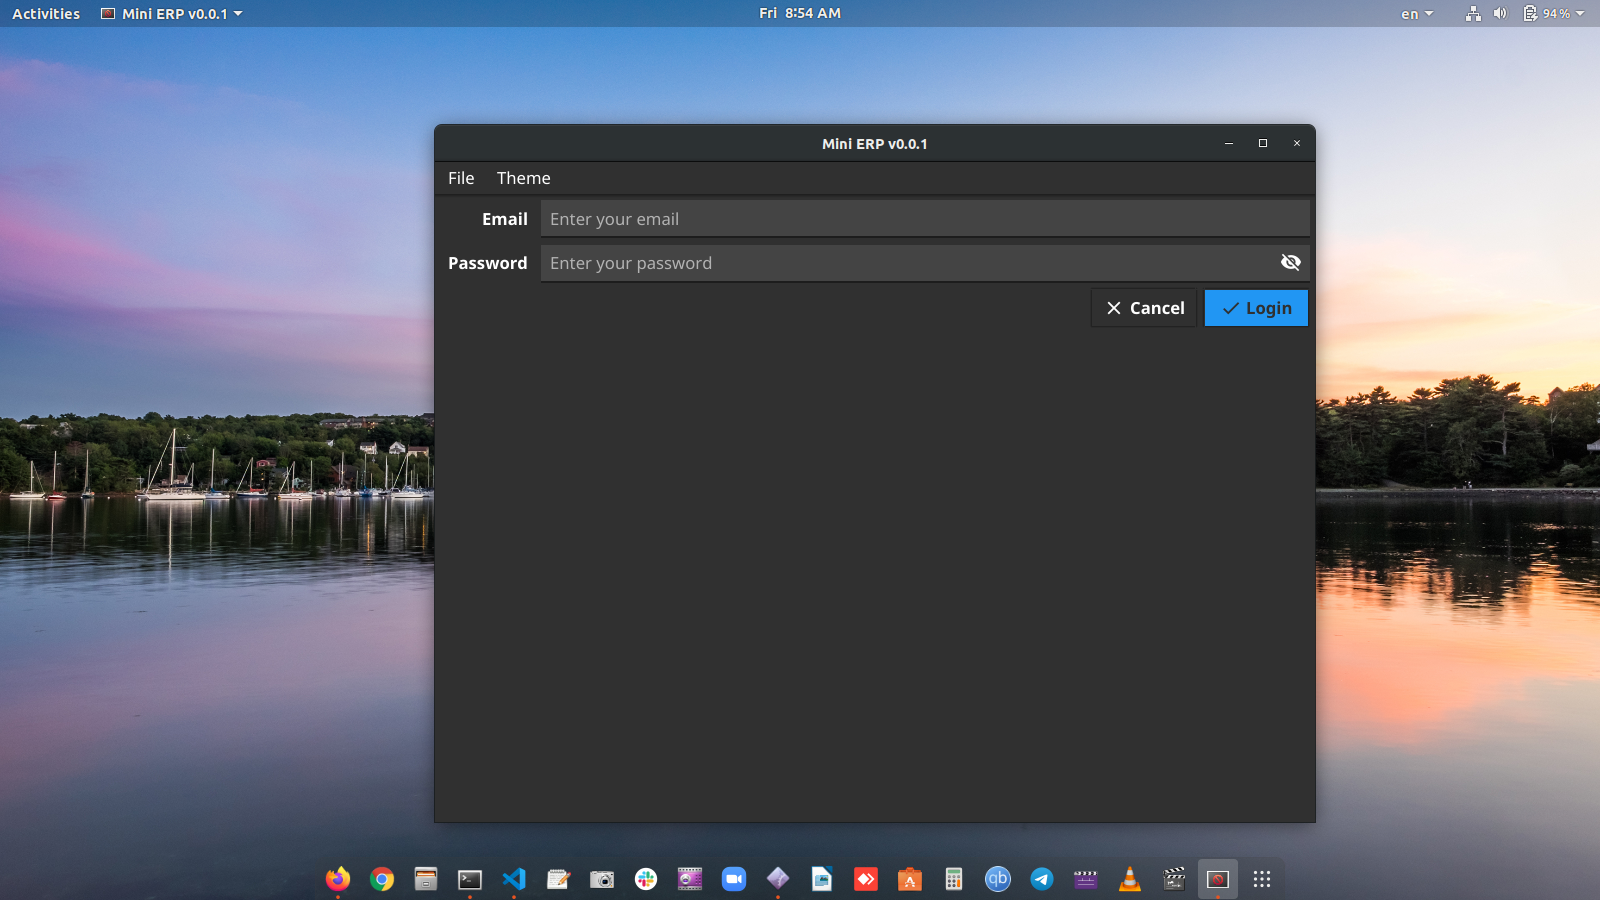 Activities Mini ERP v0.0.1 Fri 8:54 AM en 94%
Mini ERP v0.0.1
File Theme
Email Enter your email
Password Enter your password
Cancel Login
qb